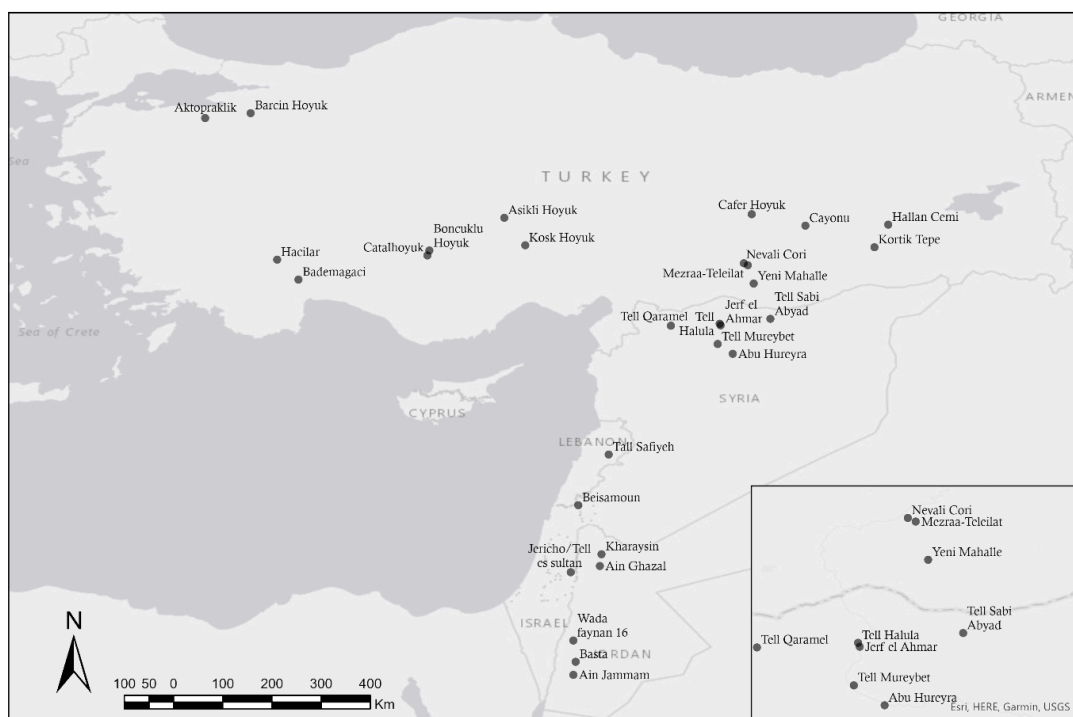 GEORGIA
ARMEN
Aktopraklik
Barcin Hoyuk
Sea
TURKEY
Asikli Hoyuk
Cafer Hoyuk
Cayonu
Hallan Cemi
Boncuklu
Hoyuk
Kosk Hoyuk
Kortik Tepe
Catalhoyuk
Hacilar
Bademagaci
Nevali Cori
Mezraa-Teleilat
Yeni Mahalle
Tell Sabi
Abyad
Jerf el
Ahmar
Tell Qaramel
Tell
Halula
Tell Mureybet
Abu Hureyra
Sea of Crete
CYPRUS
SYRIA
LEBANON
Tall Safiyeh
Beisamoun
Kharaysin
Jericho/Tell
es sultan
Ain Ghazal
Wada
faynan 16
ISRAEL
Basta
JORDAN
Ain Jammam
N
100 50 0 100 200 300 400
Km
Nevali Cori
Mezraa-Teleilat
Yeni Mahalle
Tell Sabi
Abyad
Tell Qaramel
Tell Halula
Jerf el Ahmar
Tell Mureybet
Abu Hureyra
Esri, HERE, Garmin, USGS